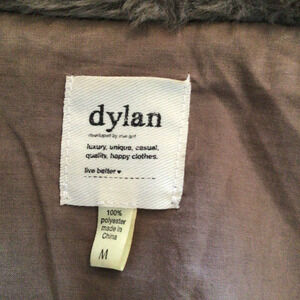 dylan
developed by true grit
luxury, unique, casual,
quality, happy clothes.
live better ♥
100%
polyester
made in
China
M